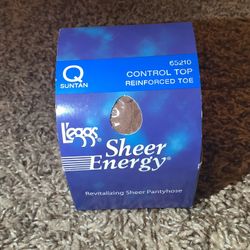 Q
SUNTAN
65210
CONTROL TOP
REINFORCED TOE
L'eggs®
Sheer
Energy®
Revitalizing Sheer Pantyhose